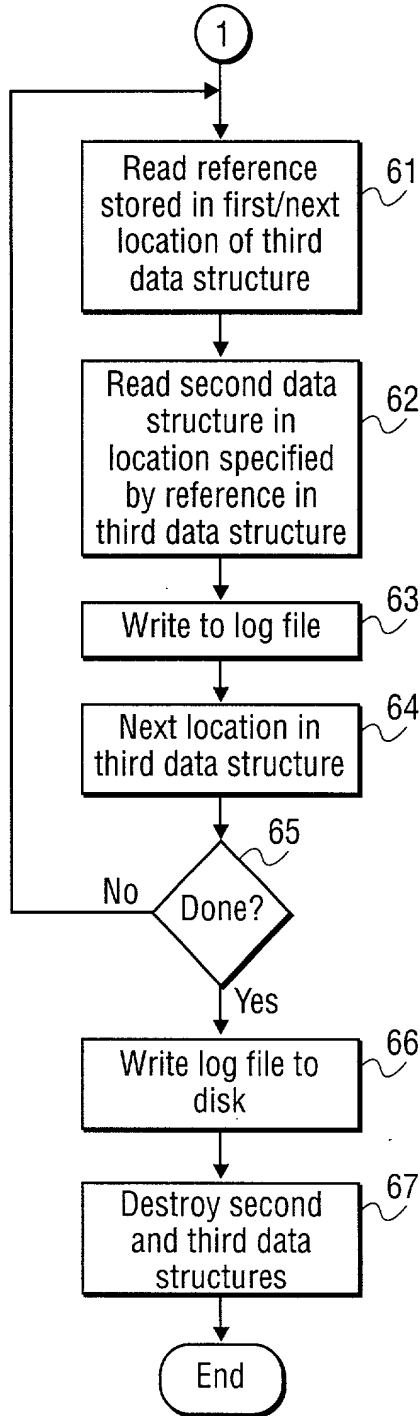 1
Read reference
stored in first/next
location of third
data structure
61
Read second data
structure in
location specified
by reference in
third data structure
62
Write to log file
63
Next location in
third data structure
64
Done?
65
No
Yes
Write log file to
disk
66
Destroy second
and third data
structures
67
End